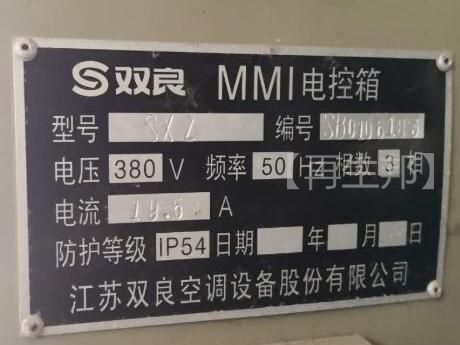 双良 MMI电控箱
型号 SXZ 编号
电压 380 V 频率 50 HZ 相数 3 相
电流 A
防护等级 IP54 日期 年 月 日
江苏双良空调设备股份有限公司